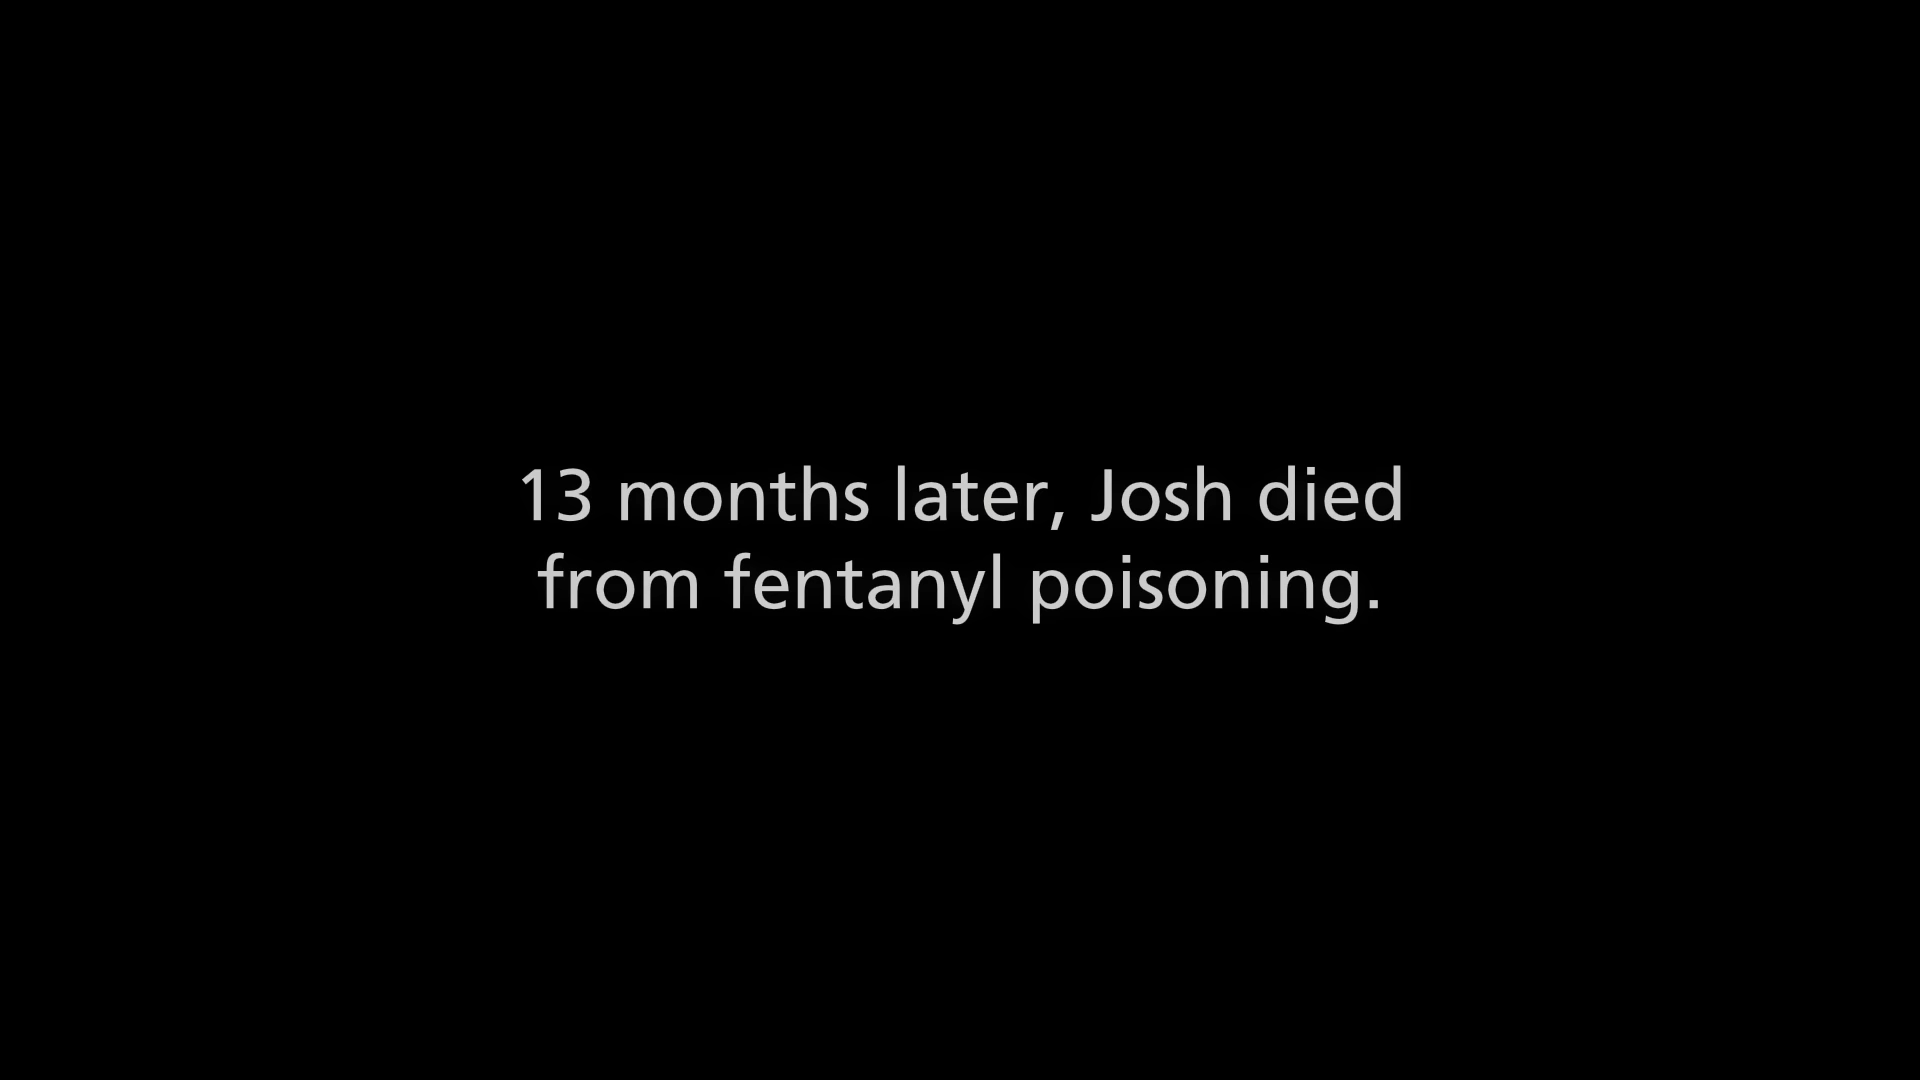 13 months later, Josh died
from fentanyl poisoning.